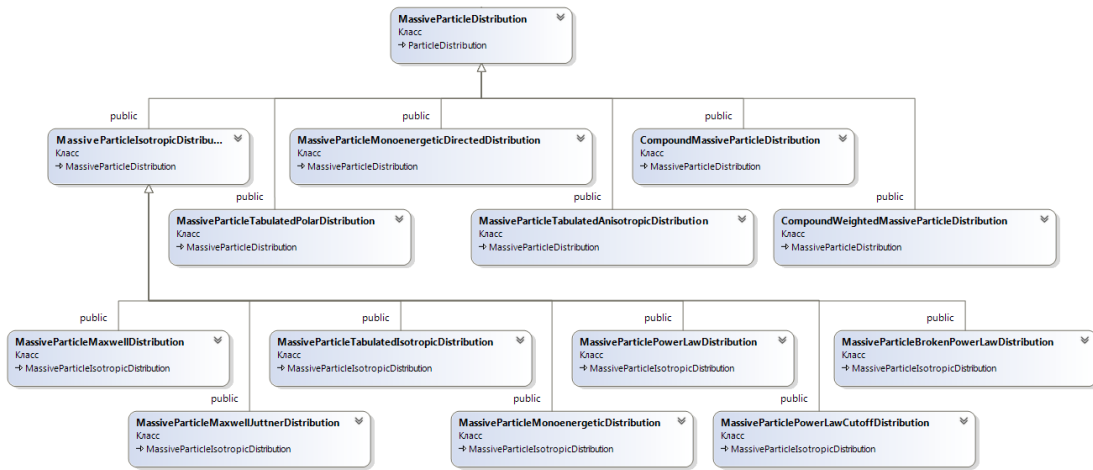 MassiveParticleDistribution
Класс
ParticleDistribution
public
public
public
MassiveParticleIsotropicDistribu...
Класс
MassiveParticleDistribution
MassiveParticleMonoenergeticDirectedDistribution
Класс
MassiveParticleDistribution
CompoundMassiveParticleDistribution
Класс
MassiveParticleDistribution
public
public
public
MassiveParticleTabulatedPolarDistribution
Класс
MassiveParticleDistribution
MassiveParticleTabulatedAnisotropicDistribution
Класс
MassiveParticleDistribution
CompoundWeightedMassiveParticleDistribution
Класс
MassiveParticleDistribution
public
public
public
public
MassiveParticleMaxwellDistribution
Класс
MassiveParticleIsotropicDistribution
MassiveParticleTabulatedIsotropicDistribution
Класс
MassiveParticleIsotropicDistribution
MassiveParticlePowerLawDistribution
Класс
MassiveParticleIsotropicDistribution
MassiveParticleBrokenPowerLawDistribution
Класс
MassiveParticleIsotropicDistribution
public
public
public
MassiveParticleMaxwellJuttnerDistribution
Класс
MassiveParticleIsotropicDistribution
MassiveParticleMonoenergeticDistribution
Класс
MassiveParticleIsotropicDistribution
MassiveParticlePowerLawCutoffDistribution
Класс
MassiveParticleIsotropicDistribution